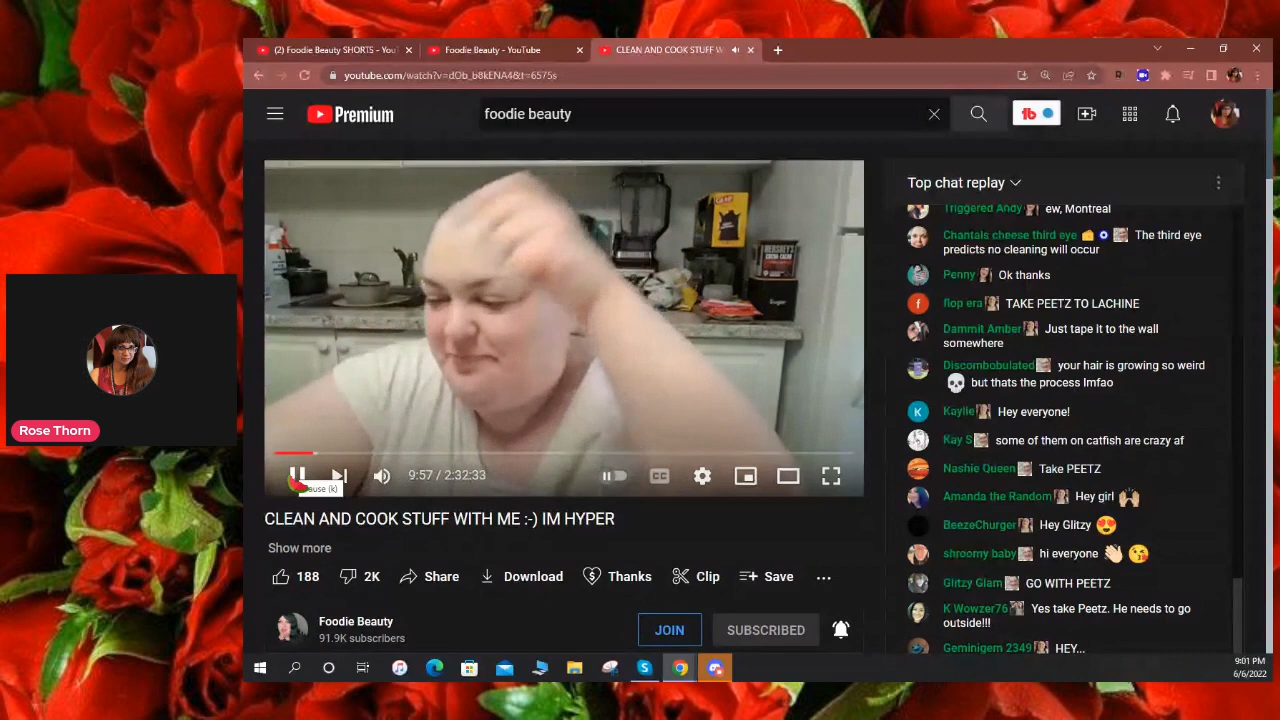 (2) Foodie Beauty SHORTS - You
Foodie Beauty - YouTube
CLEAN AND COOK STUFF W
youtube.com/watch?v=dOb_b8kENA4&t=6575s
Premium
foodie beauty
tb
Top chat replay
Triggered Andy ew, Montreal
Chantals cheese third eye The third eye
predicts no cleaning will occur
Penny Ok thanks
flop era TAKE PEETZ TO LACHINE
Dammit Amber Just tape it to the wall
somewhere
Discombobulated your hair is growing so weird
but thats the process lmfao
Kaylie Hey everyone!
Kay S some of them on catfish are crazy af
Nashie Queen Take PEETZ
Amanda the Random Hey girl
BeezeChurger Hey Glitzy
shroomy baby hi everyone
Glitzy Glam GO WITH PEETZ
K Wowzer76 Yes take Peetz. He needs to go
outside!!!
Geminigem 2349 HEY...
HERSHEY'S
9:57 / 2:32:33
CC
Pause (k)
CLEAN AND COOK STUFF WITH ME :-) IM HYPER
Show more
188 2K Share Download Thanks Clip Save
Foodie Beauty
91.9K subscribers
JOIN SUBSCRIBED
Rose Thorn
9:01 PM
6/6/2022